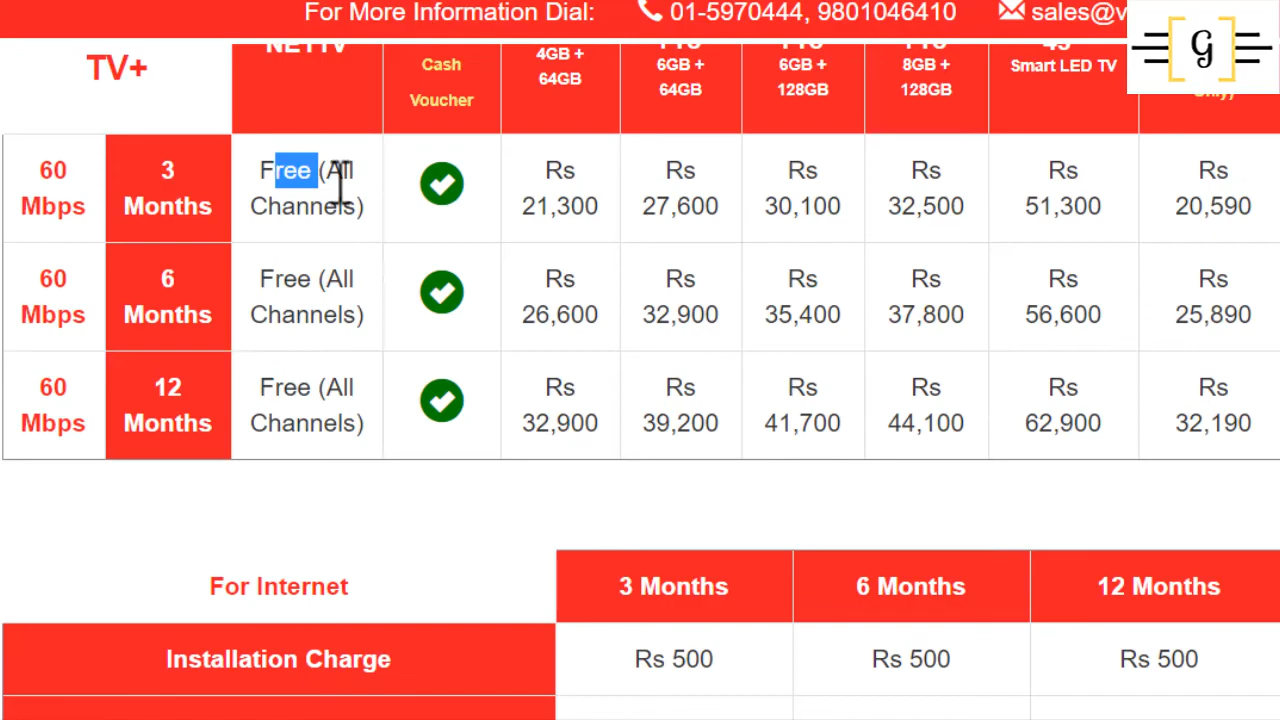 For More Information Dial: 01-5970444, 9801046410 sales@v
TV+
NETTV
Cash
Voucher
4GB +
64GB
6GB +
64GB
6GB +
128GB
8GB +
128GB
Smart LED TV
Only)
60 Mbps 3 Months Free (All Channels) Rs 21,300 Rs 27,600 Rs 30,100 Rs 32,500 Rs 51,300 Rs 20,590
60 Mbps 6 Months Free (All Channels) Rs 26,600 Rs 32,900 Rs 35,400 Rs 37,800 Rs 56,600 Rs 25,890
60 Mbps 12 Months Free (All Channels) Rs 32,900 Rs 39,200 Rs 41,700 Rs 44,100 Rs 62,900 Rs 32,190
For Internet 3 Months 6 Months 12 Months
Installation Charge Rs 500 Rs 500 Rs 500